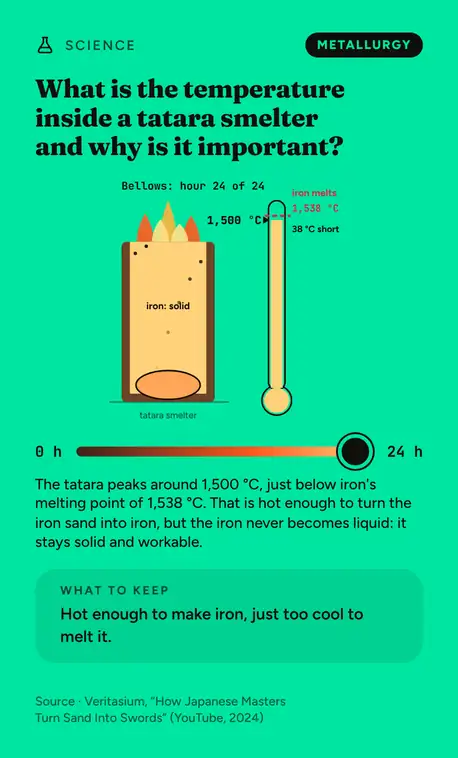 SCIENCE
METALLURGY
What is the temperature
inside a tatara smelter
and why is it important?
Bellows: hour 24 of 24
iron melts
1,538 °C
1,500 °C
38 °C short
iron: solid
tatara smelter
0 h
24 h
The tatara peaks around 1,500 °C, just below iron's
melting point of 1,538 °C. That is hot enough to turn the
iron sand into iron, but the iron never becomes liquid: it
stays solid and workable.
WHAT TO KEEP
Hot enough to make iron, just too cool to
melt it.
Source · Veritasium, "How Japanese Masters
Turn Sand Into Swords" (YouTube, 2024)